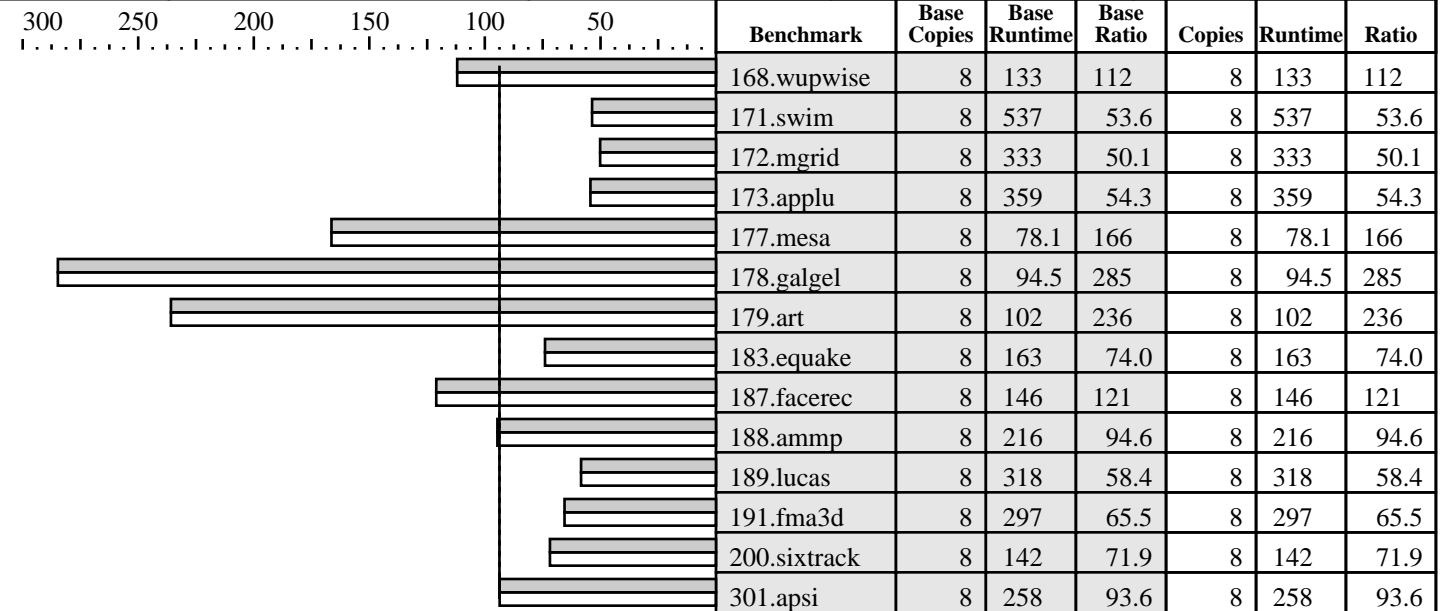 300 250 200 150 100 50
Benchmark Base Copies Base Runtime Base Ratio Copies Runtime Ratio
168.wupwise 8 133 112 8 133 112
171.swim 8 537 53.6 8 537 53.6
172.mgrid 8 333 50.1 8 333 50.1
173.applu 8 359 54.3 8 359 54.3
177.mesa 8 78.1 166 8 78.1 166
178.galgel 8 94.5 285 8 94.5 285
179.art 8 102 236 8 102 236
183.equake 8 163 74.0 8 163 74.0
187.facerec 8 146 121 8 146 121
188.ammp 8 216 94.6 8 216 94.6
189.lucas 8 318 58.4 8 318 58.4
191.fma3d 8 297 65.5 8 297 65.5
200.sixtrack 8 142 71.9 8 142 71.9
301.apsi 8 258 93.6 8 258 93.6